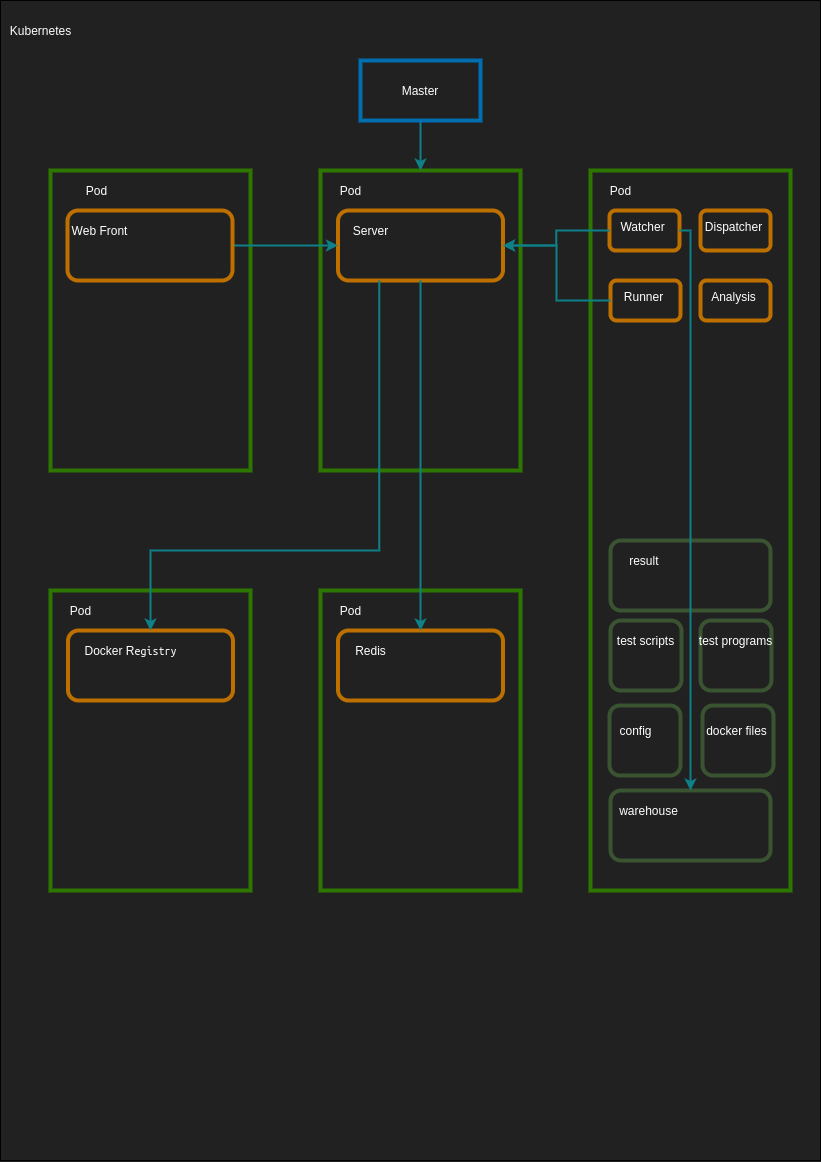 Kubernetes
Master
Pod
Web Front
Pod
Server
Pod
Watcher
Dispatcher
Runner
Analysis
result
test scripts
test programs
config
docker files
warehouse
Pod
Docker Registry
Pod
Redis